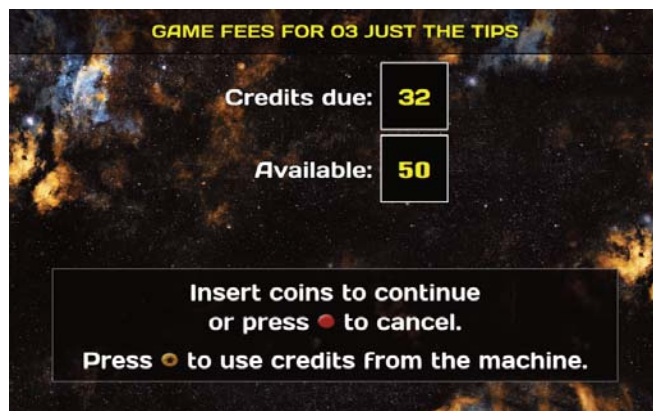 GAME FEES FOR 03 JUST THE TIPS
Credits due: 32
Available: 50
Insert coins to continue
or press to cancel.
Press to use credits from the machine.